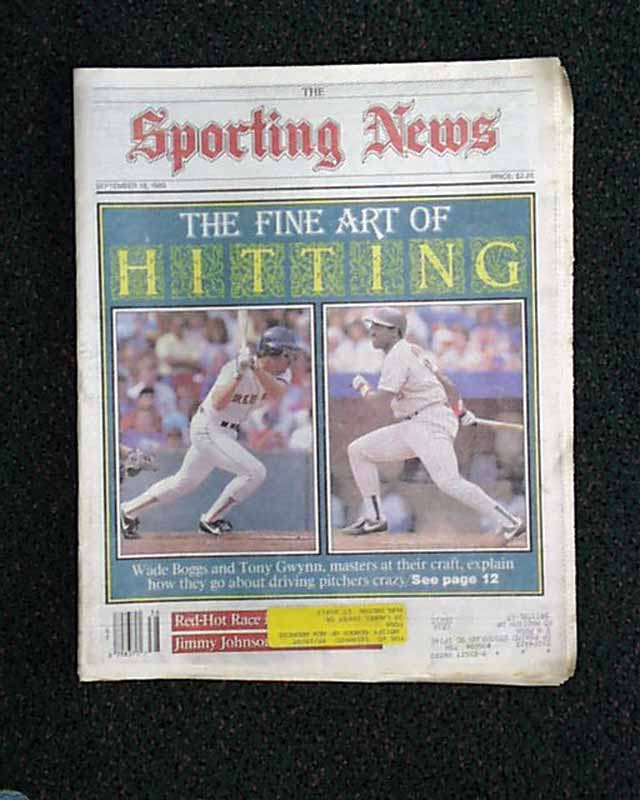 THE
Sporting News
SEPTEMBER 18, 1989
PRICE: $2.25
THE FINE ART OF
HITTING
RED S
Wade Boggs and Tony Gwynn, masters at their craft, explain
how they go about driving pitchers crazy. See page 12
Red-Hot Race
Jimmy Johnso